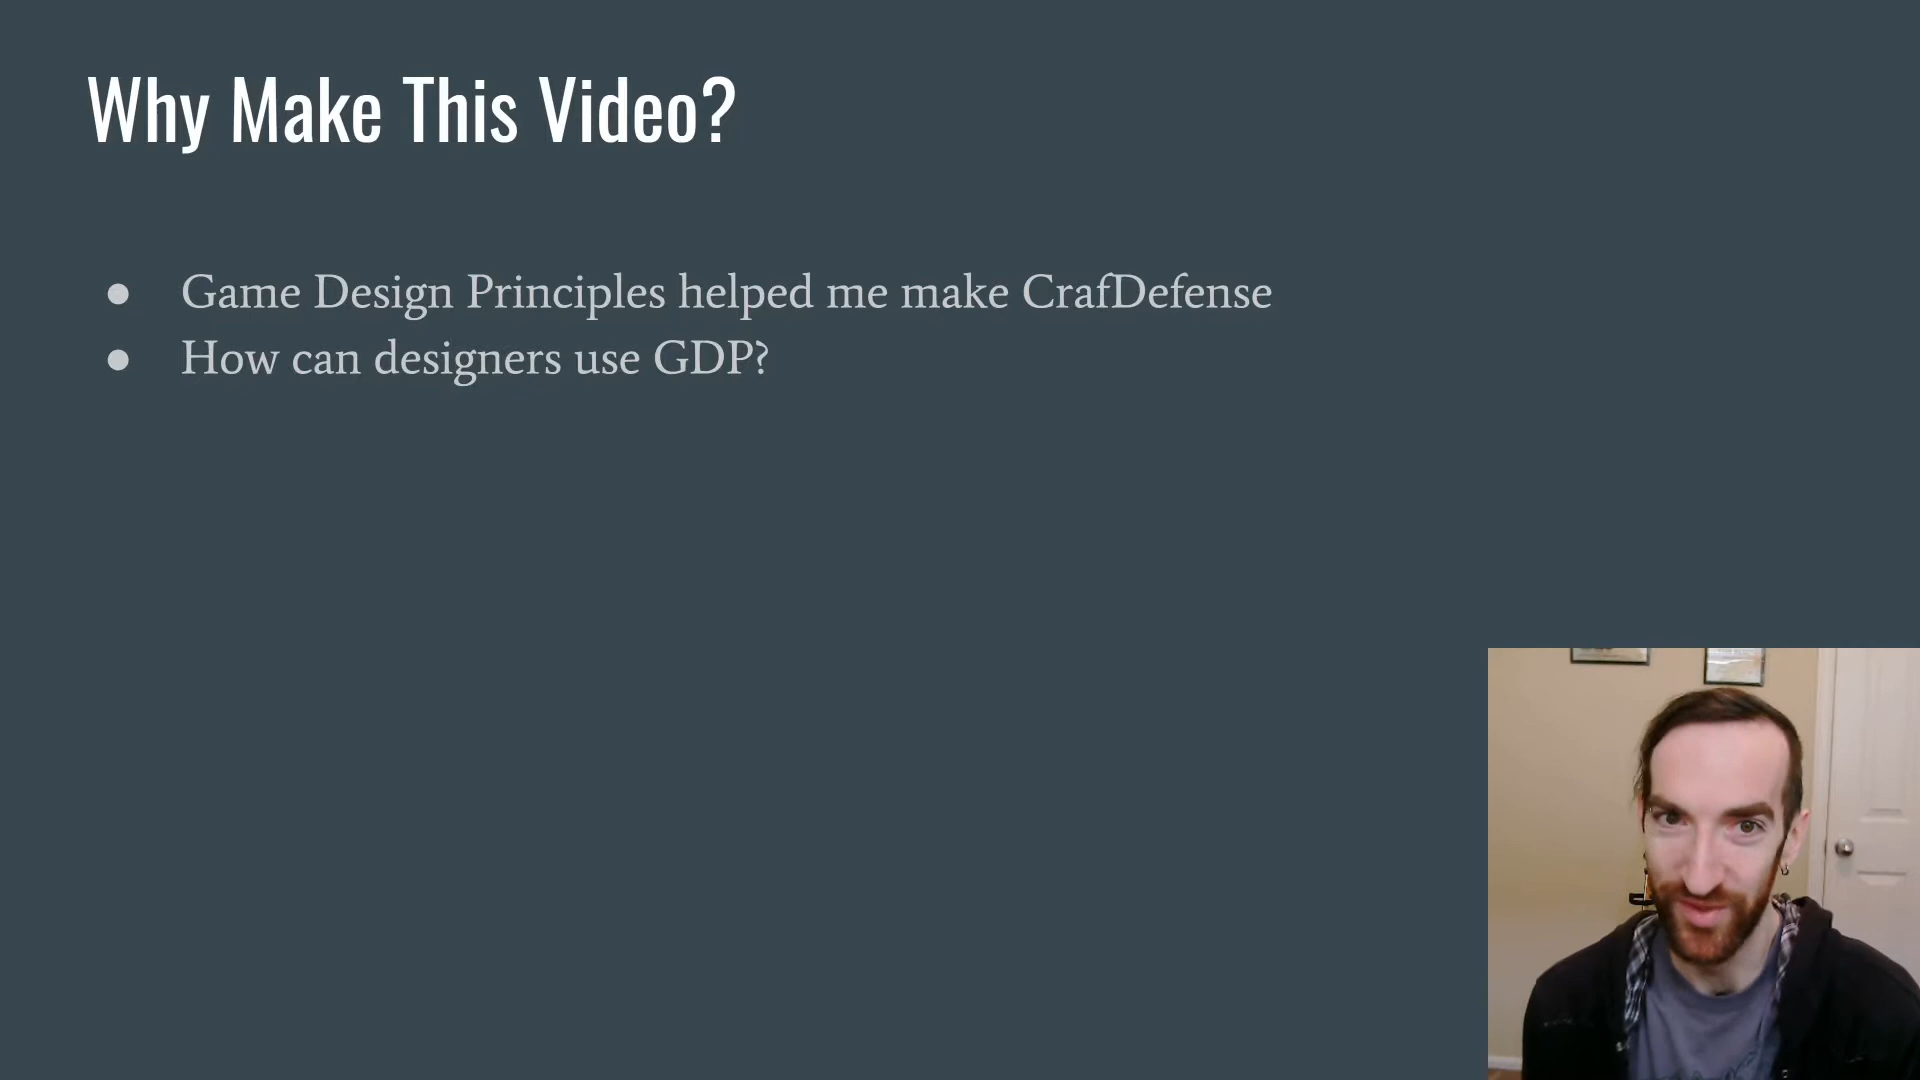 Why Make This Video?
● Game Design Principles helped me make CrafDefense
● How can designers use GDP?